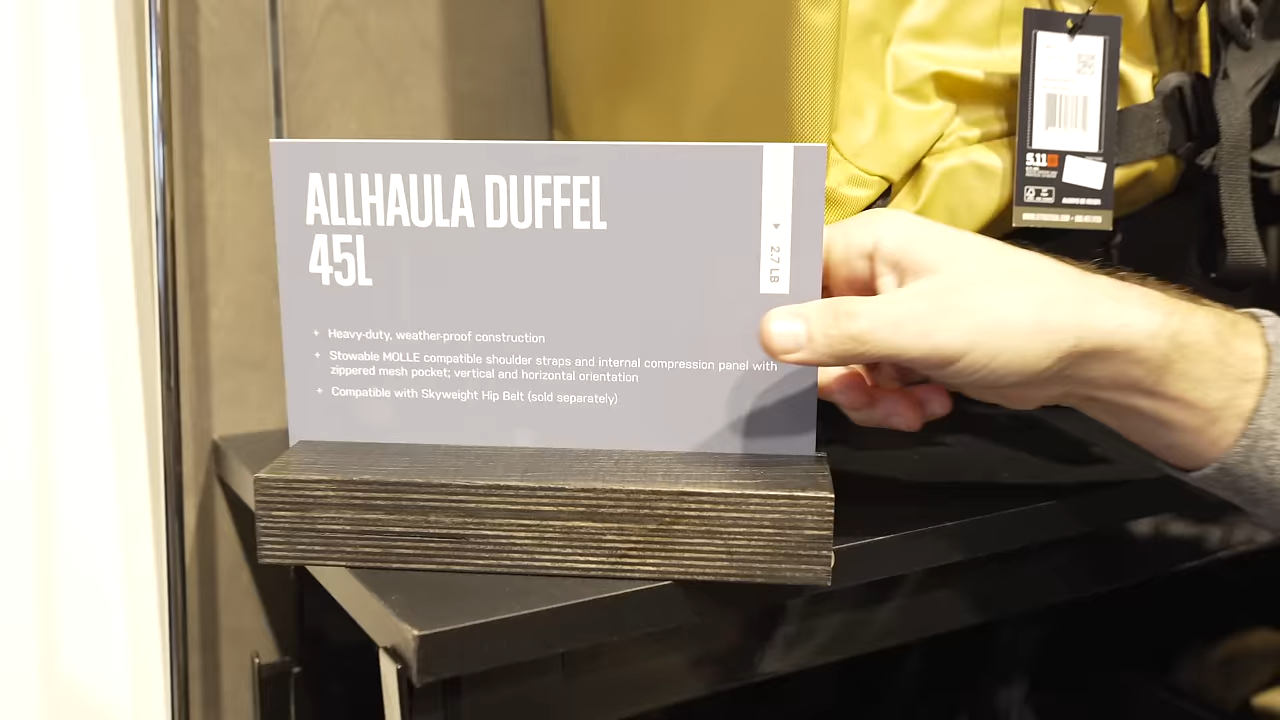 ALLHAULA DUFFEL
45L
2.7 LB
+ Heavy-duty, weather-proof construction
+ Stowable MOLLE compatible shoulder straps and internal compression panel with
zippered mesh pocket; vertical and horizontal orientation
+ Compatible with Skyweight Hip Belt (sold separately)
5.11